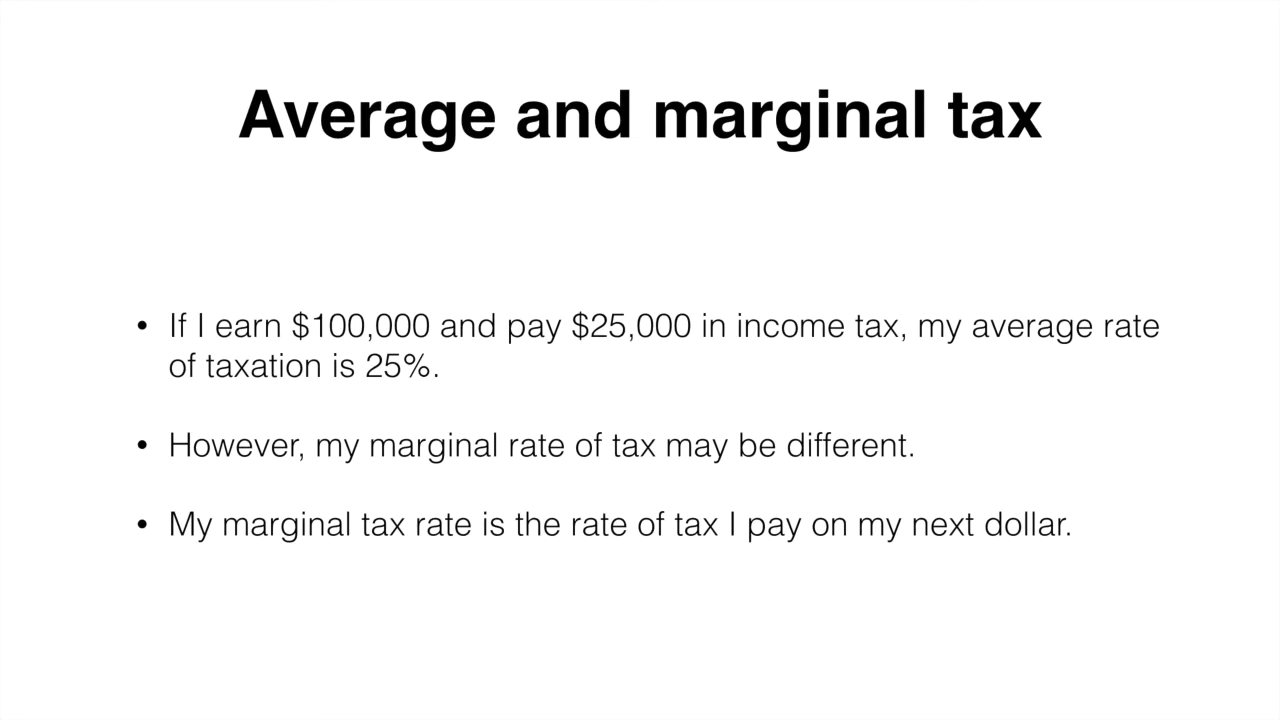 Average and marginal tax
• If I earn $100,000 and pay $25,000 in income tax, my average rate
of taxation is 25%.
• However, my marginal rate of tax may be different.
• My marginal tax rate is the rate of tax I pay on my next dollar.